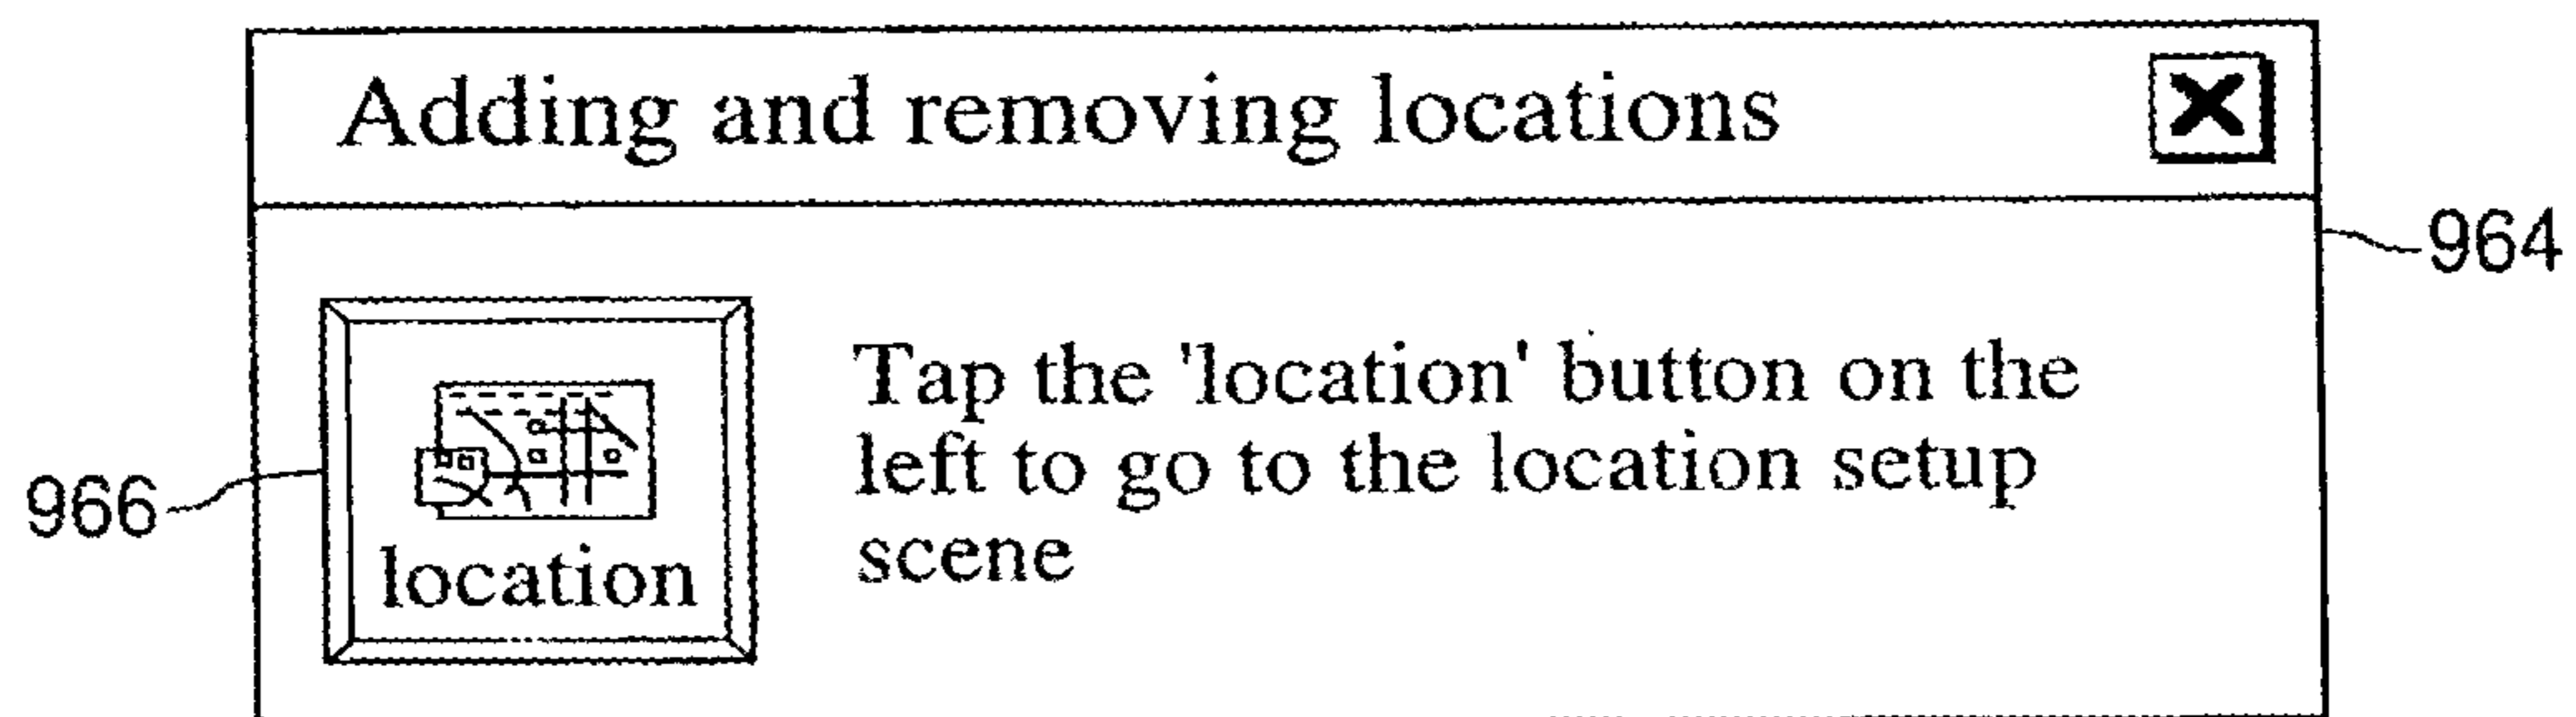 Adding and removing locations
964
Tap the 'location' button on the
left to go to the location setup
scene
966
location